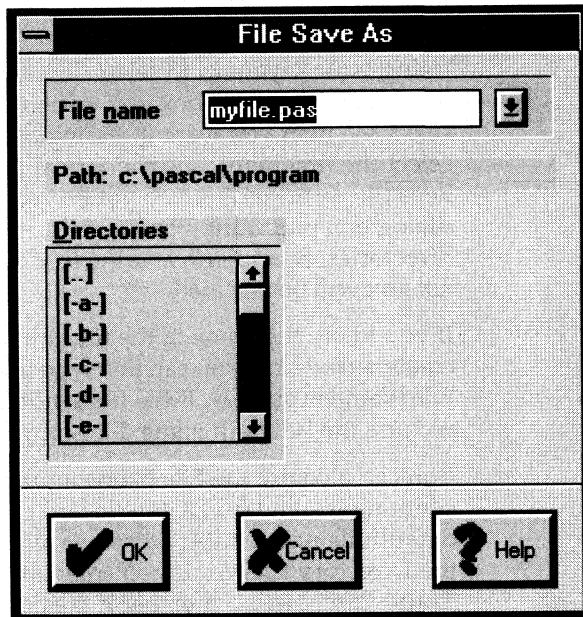 File Save As
File name myfile.pas
Path: c:\pascal\program
Directories
[..]
[-a-]
[-b-]
[-c-]
[-d-]
[-e-]
OK Cancel Help